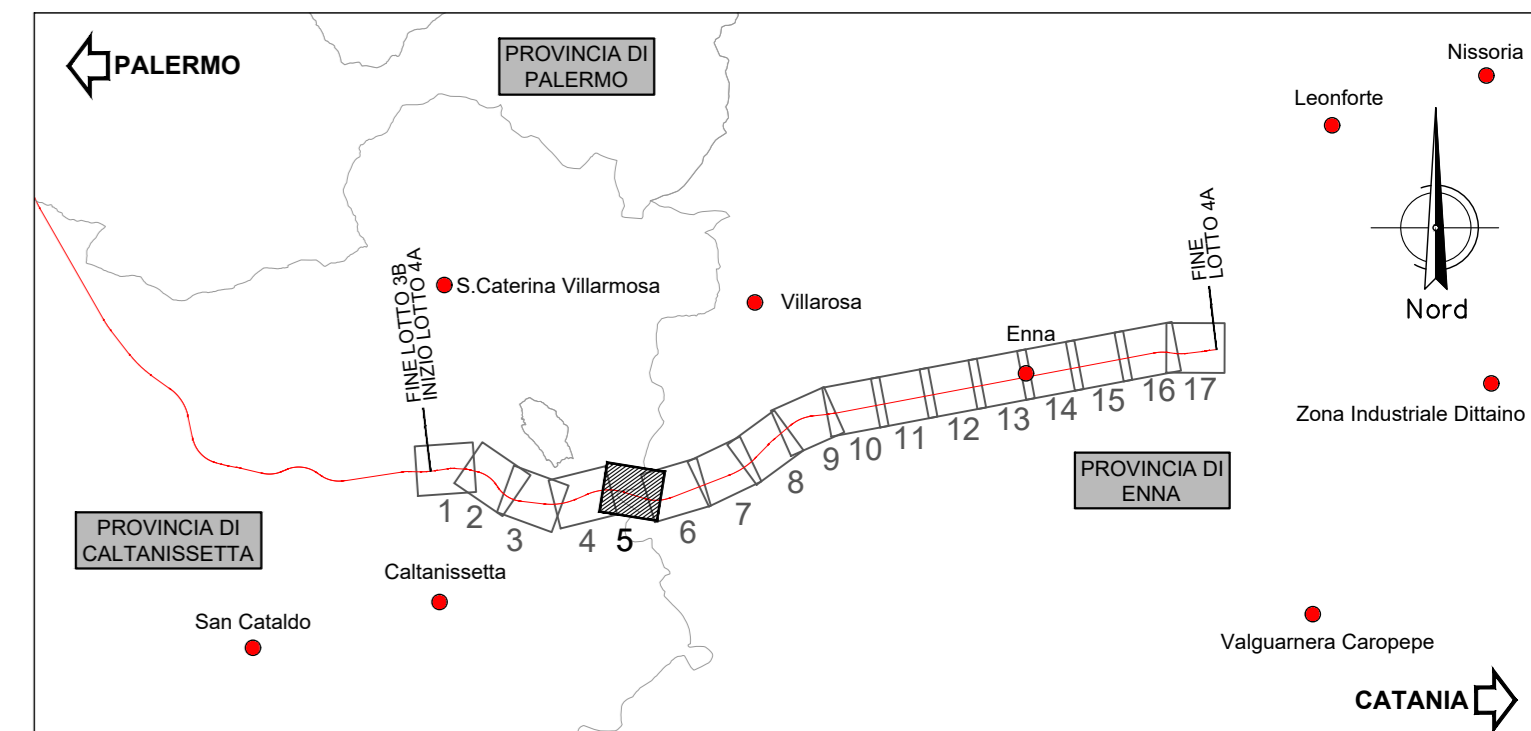 PALERMO
PROVINCIA DI
PALERMO
Nissoria
Leonforte
Nord
S.Caterina Villarmosa
Villarosa
FINE LOTTO 3B
INIZIO LOTTO 4A
FINE
LOTTO 4A
Enna
Zona Industriale Dittaino
1
2
3
4
5
6
7
8
9
10
11
12
13
14
15
16
17
PROVINCIA DI
ENNA
PROVINCIA DI
CALTANISSETTA
Caltanissetta
San Cataldo
Valguarnera Caropepe
CATANIA